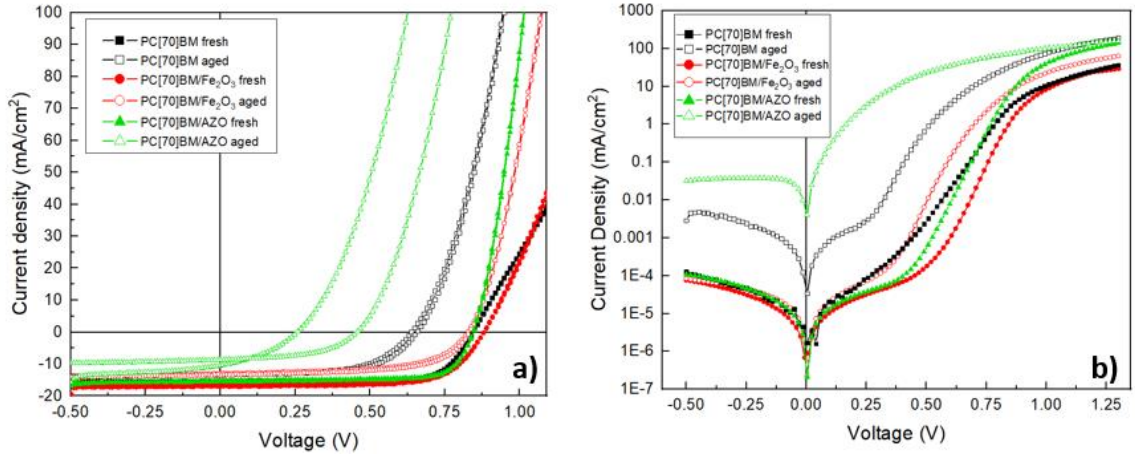 100
90
80
70
60
50
40
30
20
10
0
-10
-20
Current density (mA/cm²)
PC[70]BM fresh
PC[70]BM aged
PC[70]BM/Fe₂O₃ fresh
PC[70]BM/Fe₂O₃ aged
PC[70]BM/AZO fresh
PC[70]BM/AZO aged
a)
-0.50 -0.25 0.00 0.25 0.50 0.75 1.00
Voltage (V)
1000
100
10
1
0.1
0.01
0.001
1E-4
1E-5
1E-6
1E-7
Current Density (mA/cm²)
PC[70]BM fresh
PC[70]BM aged
PC[70]BM/Fe₂O₃ fresh
PC[70]BM/Fe₂O₃ aged
PC[70]BM/AZO fresh
PC[70]BM/AZO aged
b)
-0.50 -0.25 0.00 0.25 0.50 0.75 1.00 1.25
Voltage (V)